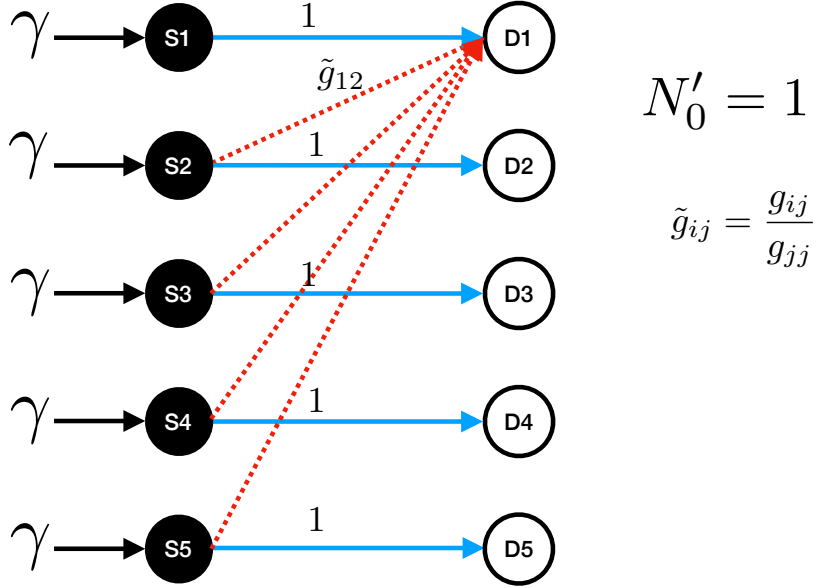 γ S1 1 D1
g̃₁₂
N₀′ = 1
γ S2 1 D2
g̃ᵢⱼ = gᵢⱼ / gⱼⱼ
γ S3 1 D3
γ S4 1 D4
γ S5 1 D5